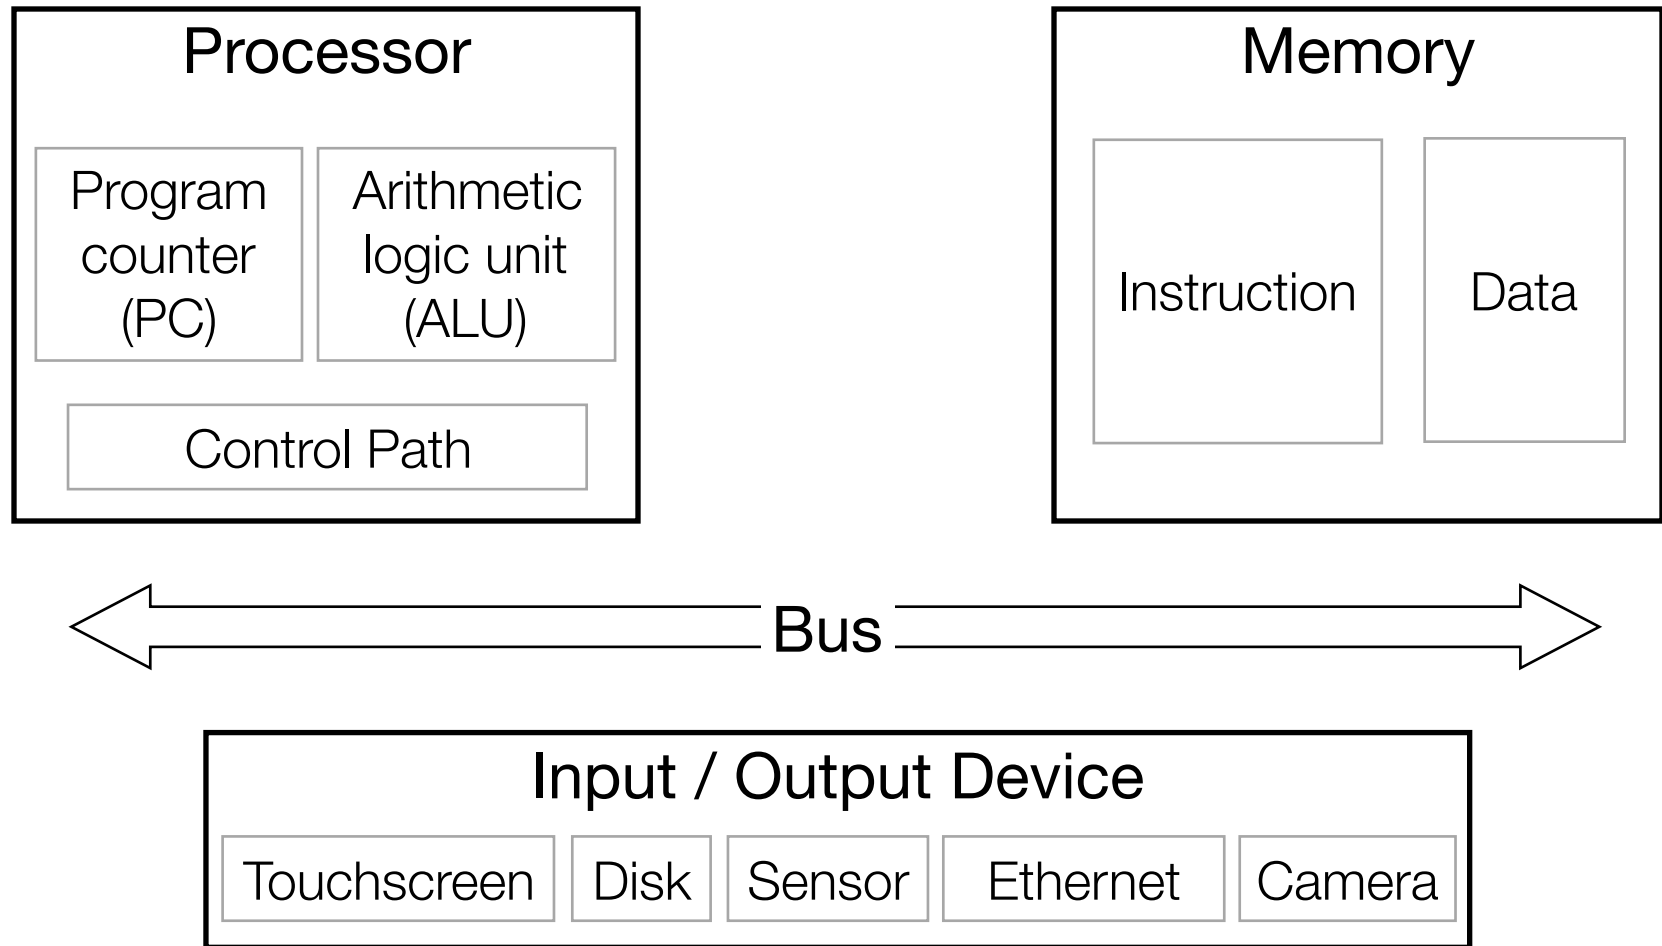 Processor
Program
counter
(PC)
Arithmetic
logic unit
(ALU)
Control Path
Memory
Instruction
Data
Bus
Input / Output Device
Touchscreen
Disk
Sensor
Ethernet
Camera